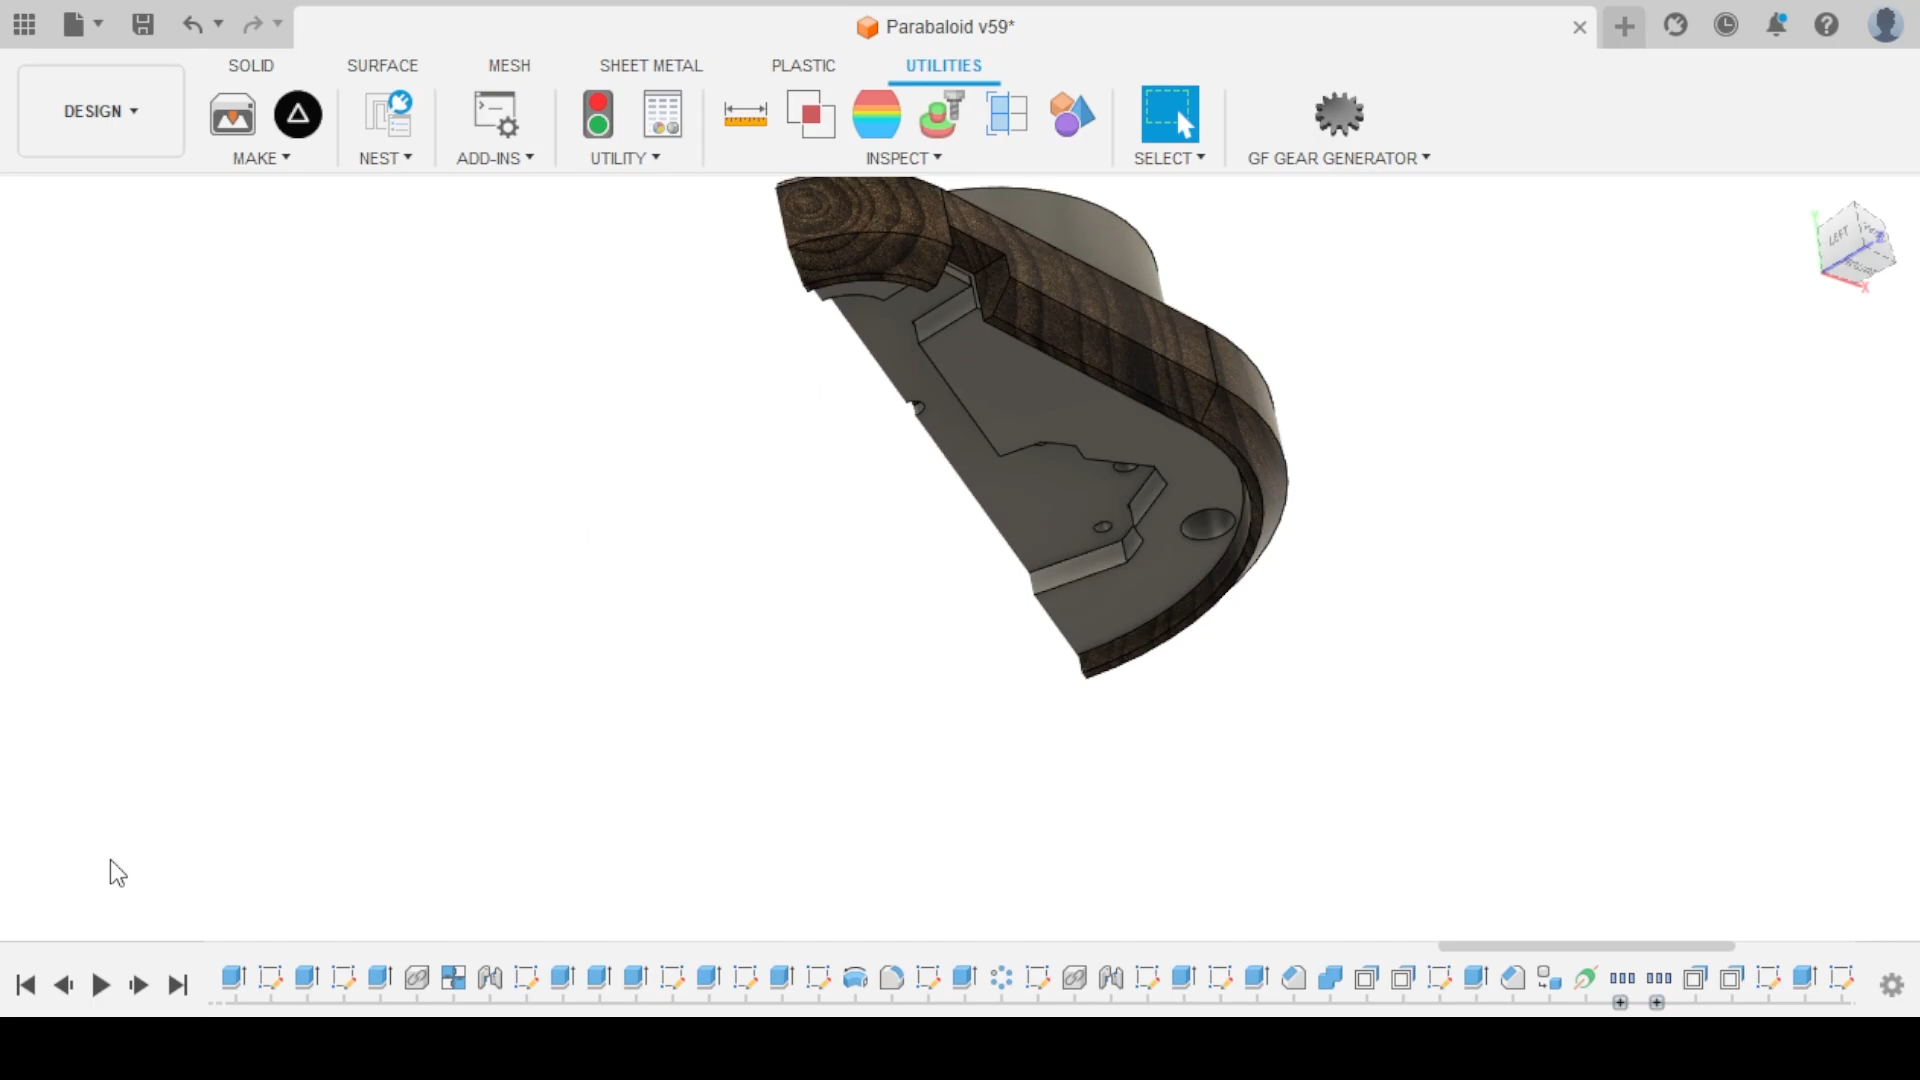 Parabaloid v59*
SOLID SURFACE MESH SHEET METAL PLASTIC UTILITIES
DESIGN
MAKE NEST ADD-INS UTILITY INSPECT SELECT GF GEAR GENERATOR
LEFT
X